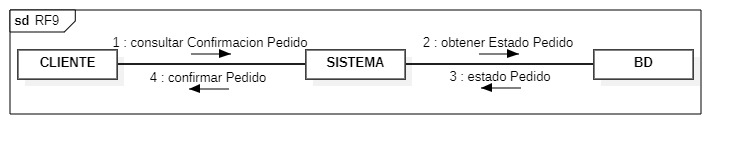 sd RF9
1 : consultar Confirmacion Pedido
2 : obtener Estado Pedido
CLIENTE
SISTEMA
BD
4 : confirmar Pedido
3 : estado Pedido